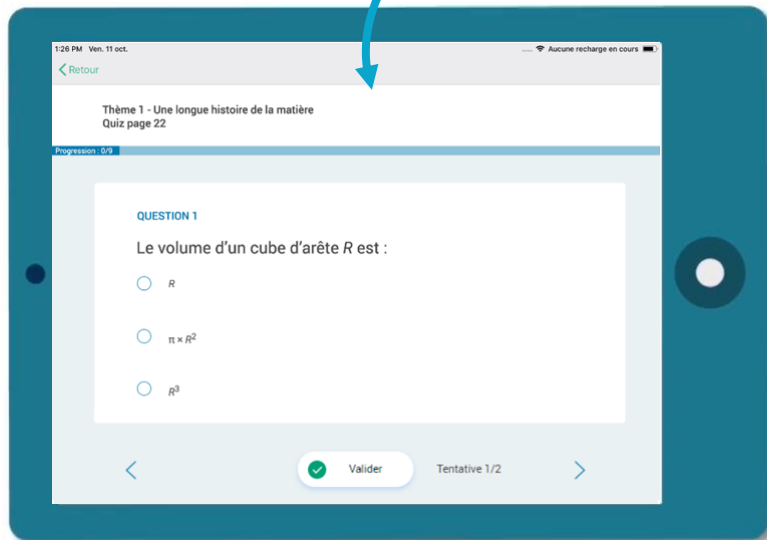 1:26 PM Ven. 11 oct.
Aucune recharge en cours
Retour
Thème 1 - Une longue histoire de la matière
Quiz page 22
Progression : 0/9
QUESTION 1
Le volume d'un cube d'arête R est :
R
π × R²
R³
Valider
Tentative 1/2